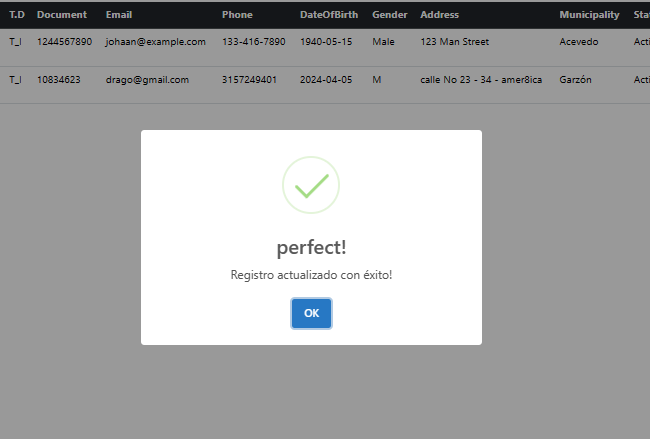 T.D Document Email Phone DateOfBirth Gender Address Municipality Sta
T_I 1244567890 johaan@example.com 133-416-7890 1940-05-15 Male 123 Man Street Acevedo Acti
T_I 10834623 drago@gmail.com 3157249401 2024-04-05 M calle No 23 - 34 - amer8ica Garzón Acti
perfect!
Registro actualizado con éxito!
OK